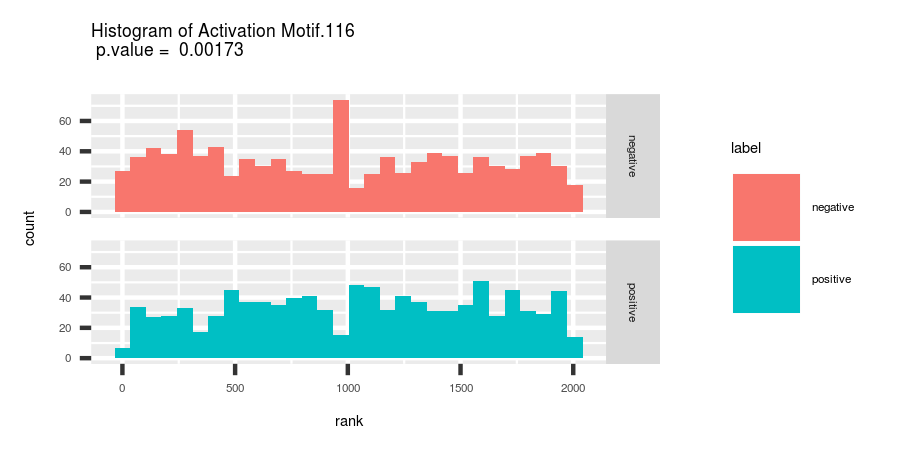 Histogram of Activation Motif.116
p.value = 0.00173
count
60
40
20
0
negative
60
40
20
0
positive
0 500 1000 1500 2000
rank
label
negative
positive